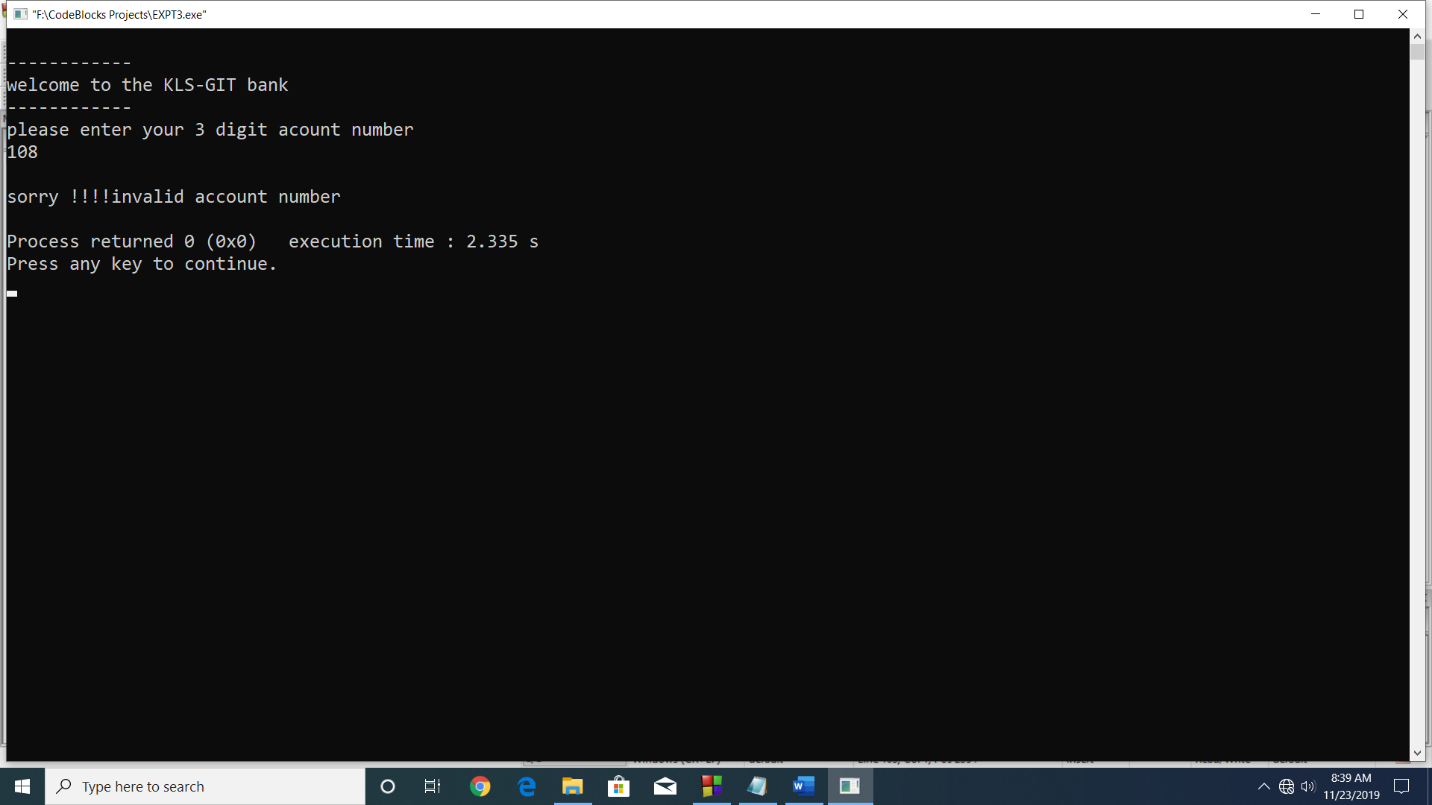 "F:\CodeBlocks Projects\EXPT3.exe"
------------
welcome to the KLS-GIT bank
------------
please enter your 3 digit acount number
108
sorry !!!!invalid account number
Process returned 0 (0x0)   execution time : 2.335 s
Press any key to continue.
Type here to search
8:39 AM
11/23/2019